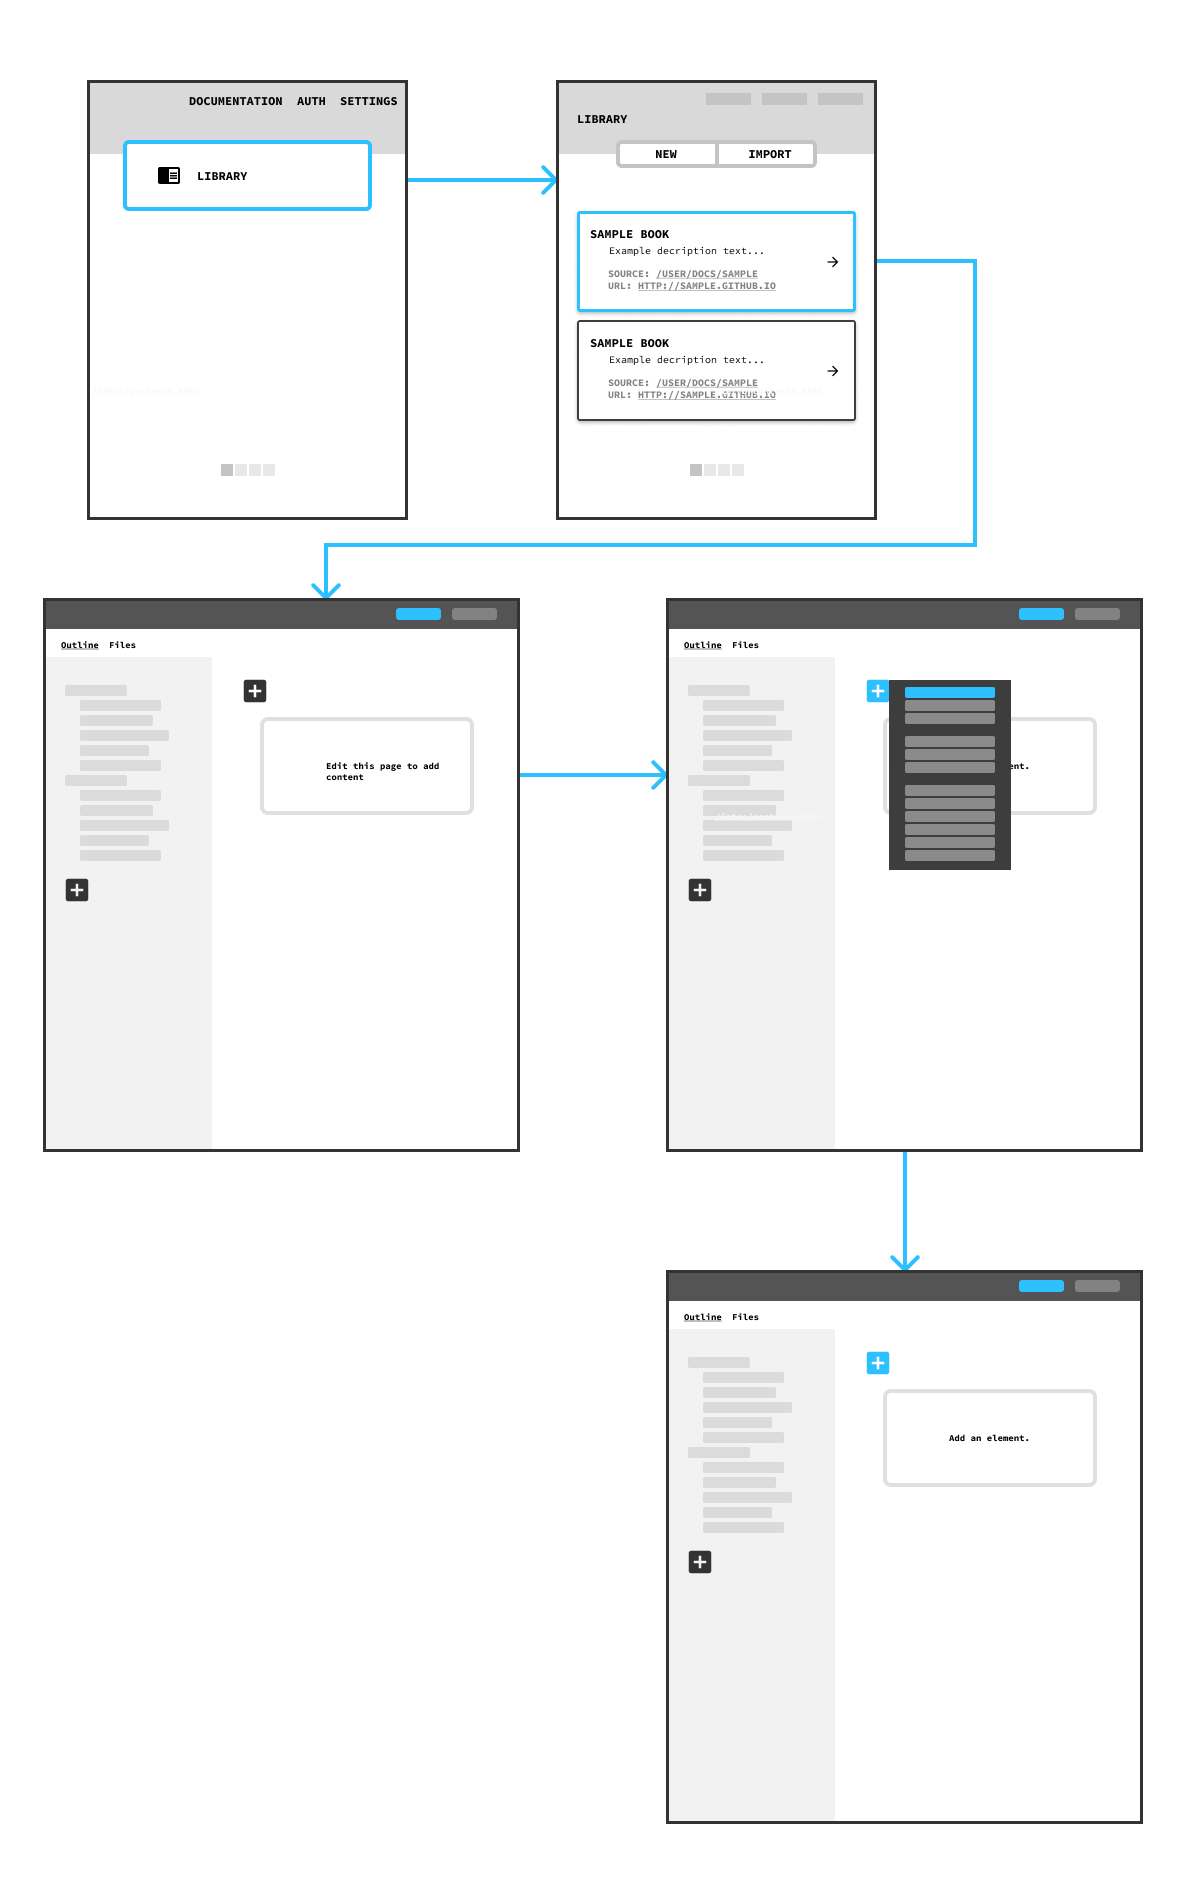 DOCUMENTATION AUTH SETTINGS
LIBRARY
LIBRARY
NEW IMPORT
SAMPLE BOOK
Example decription text...
SOURCE: /USER/DOCS/SAMPLE
URL: HTTP://SAMPLE.GITHUB.IO
SAMPLE BOOK
Example decription text...
SOURCE: /USER/DOCS/SAMPLE
URL: HTTP://SAMPLE.GITHUB.IO
Outline Files
Edit this page to add
content
Outline Files
ent.
Outline Files
Add an element.